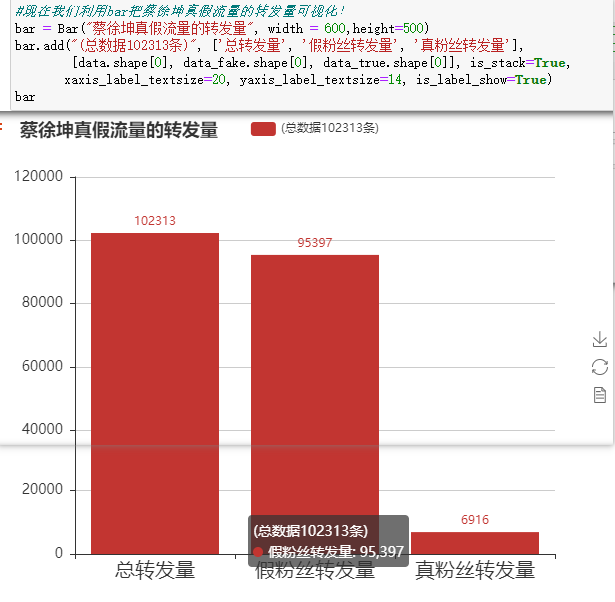 #现在我们利用bar把蔡徐坤真假流量的转发量可视化!
bar = Bar("蔡徐坤真假流量的转发量", width = 600,height=500)
bar.add("(总数据102313条)", ['总转发量', '假粉丝转发量', '真粉丝转发量'],
[data.shape[0], data_fake.shape[0], data_true.shape[0]], is_stack=True,
xaxis_label_textsize=20, yaxis_label_textsize=14, is_label_show=True)
bar
蔡徐坤真假流量的转发量
(总数据102313条)
120000
102313
100000
95397
80000
60000
40000
20000
6916
(总数据102313条)
假粉丝转发量: 95,397
0
总转发量
假粉丝转发量
真粉丝转发量